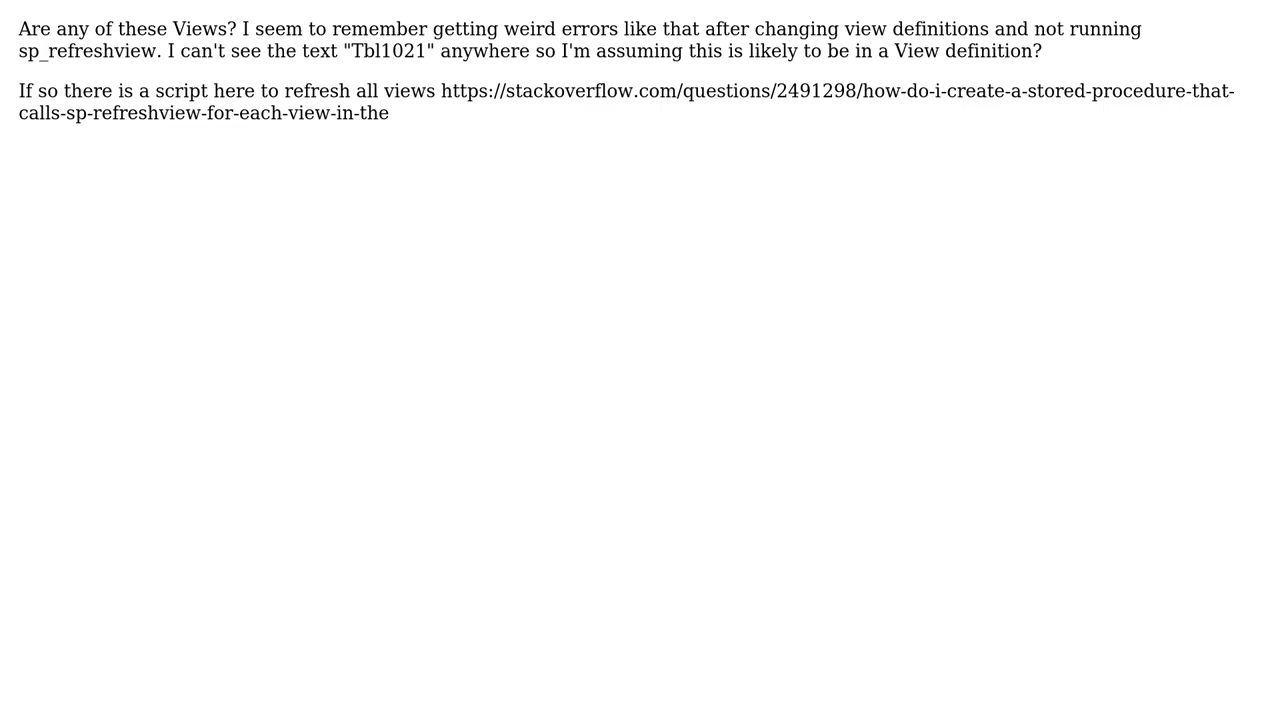 Are any of these Views? I seem to remember getting weird errors like that after changing view definitions and not running
sp_refreshview. I can't see the text "Tbl1021" anywhere so I'm assuming this is likely to be in a View definition?
If so there is a script here to refresh all views https://stackoverflow.com/questions/2491298/how-do-i-create-a-stored-procedure-that-
calls-sp-refreshview-for-each-view-in-the